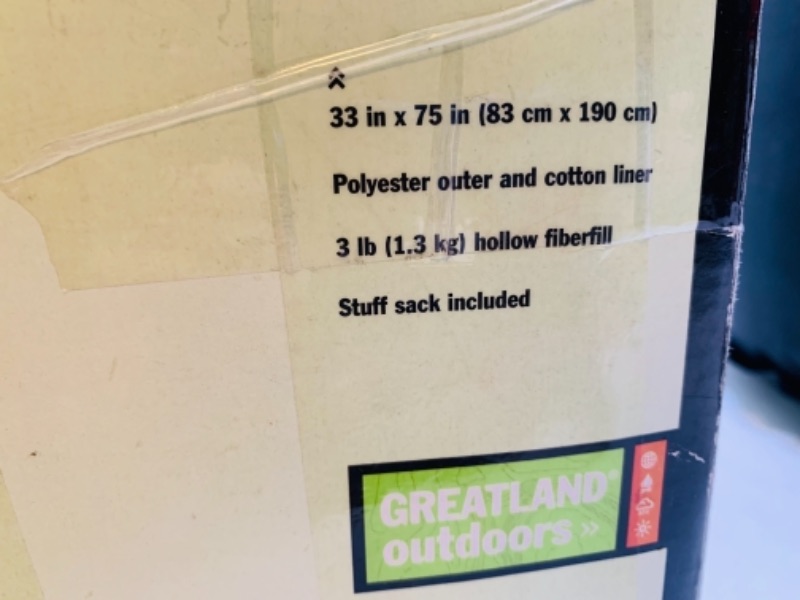 33 in x 75 in (83 cm x 190 cm)
Polyester outer and cotton liner
3 lb (1.3 kg) hollow fiberfill
Stuff sack included
GREATLAND®
outdoors »